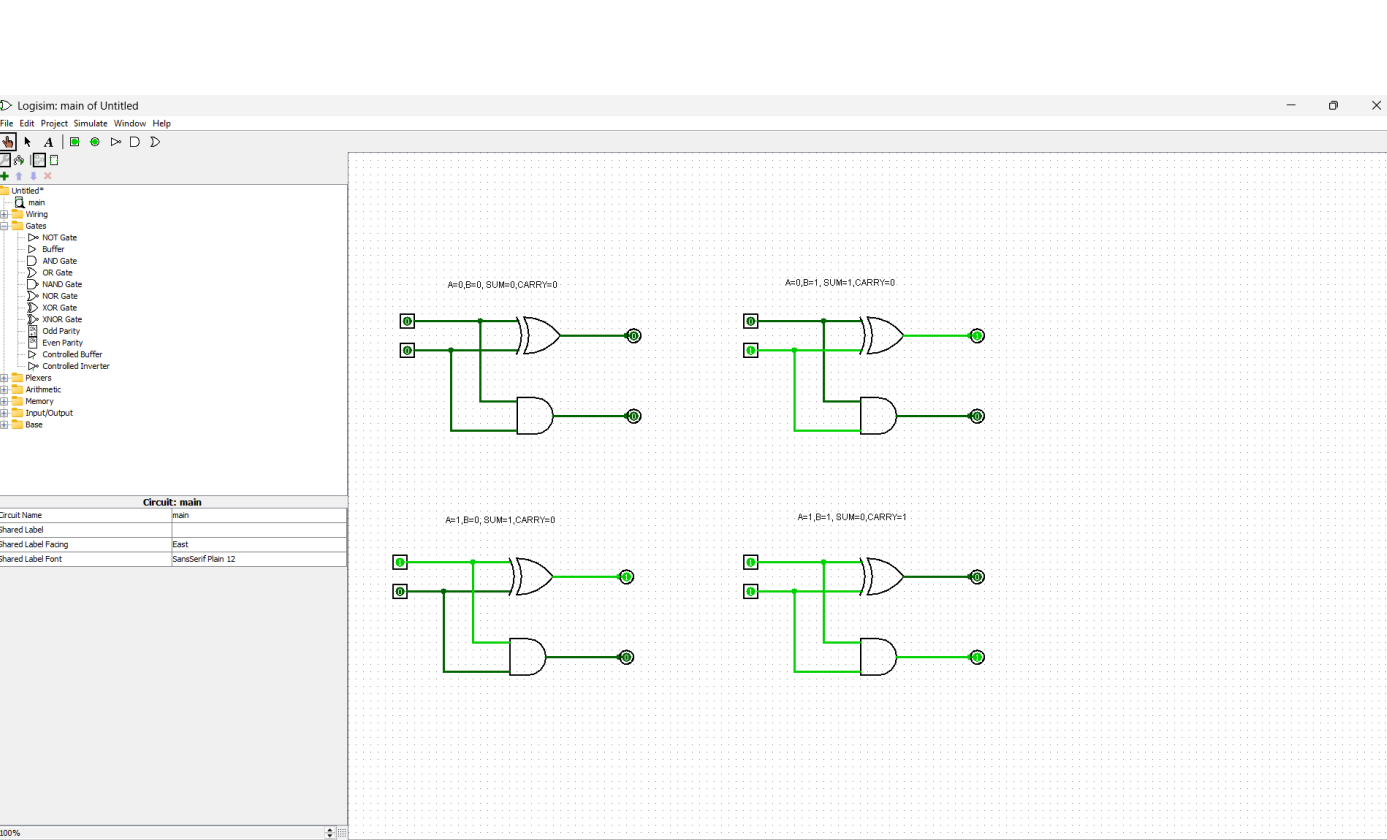 Logisim: main of Untitled
File Edit Project Simulate Window Help
A
Untitled*
main
Wiring
Gates
NOT Gate
Buffer
AND Gate
OR Gate
NAND Gate
NOR Gate
XOR Gate
XNOR Gate
Odd Parity
Even Parity
Controlled Buffer
Controlled Inverter
Plexers
Arithmetic
Memory
Input/Output
Base
Circuit: main
Circuit Name main
Shared Label
Shared Label Facing East
Shared Label Font SansSerif Plain 12
100%
A=0,B=0, SUM=0,CARRY=0
0
0
0
0
A=0,B=1, SUM=1,CARRY=0
0
1
1
0
A=1,B=0, SUM=1,CARRY=0
1
1
0
0
A=1,B=1, SUM=0,CARRY=1
1
0
1
1